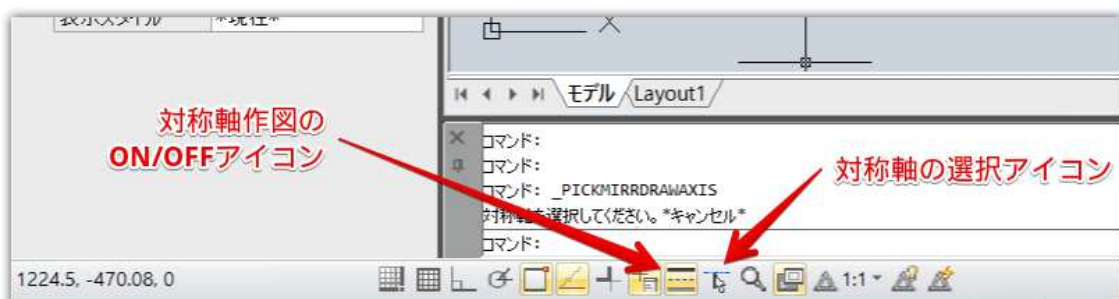 表示スタイル *現在*
モデル Layout1
対称軸作図の
ON/OFFアイコン
コマンド:
コマンド:
コマンド: _PICKMIRRDRAWAXIS
対称軸を選択してください。*キャンセル*
コマンド:
対称軸の選択アイコン
1224.5, -470.08, 0
1:1